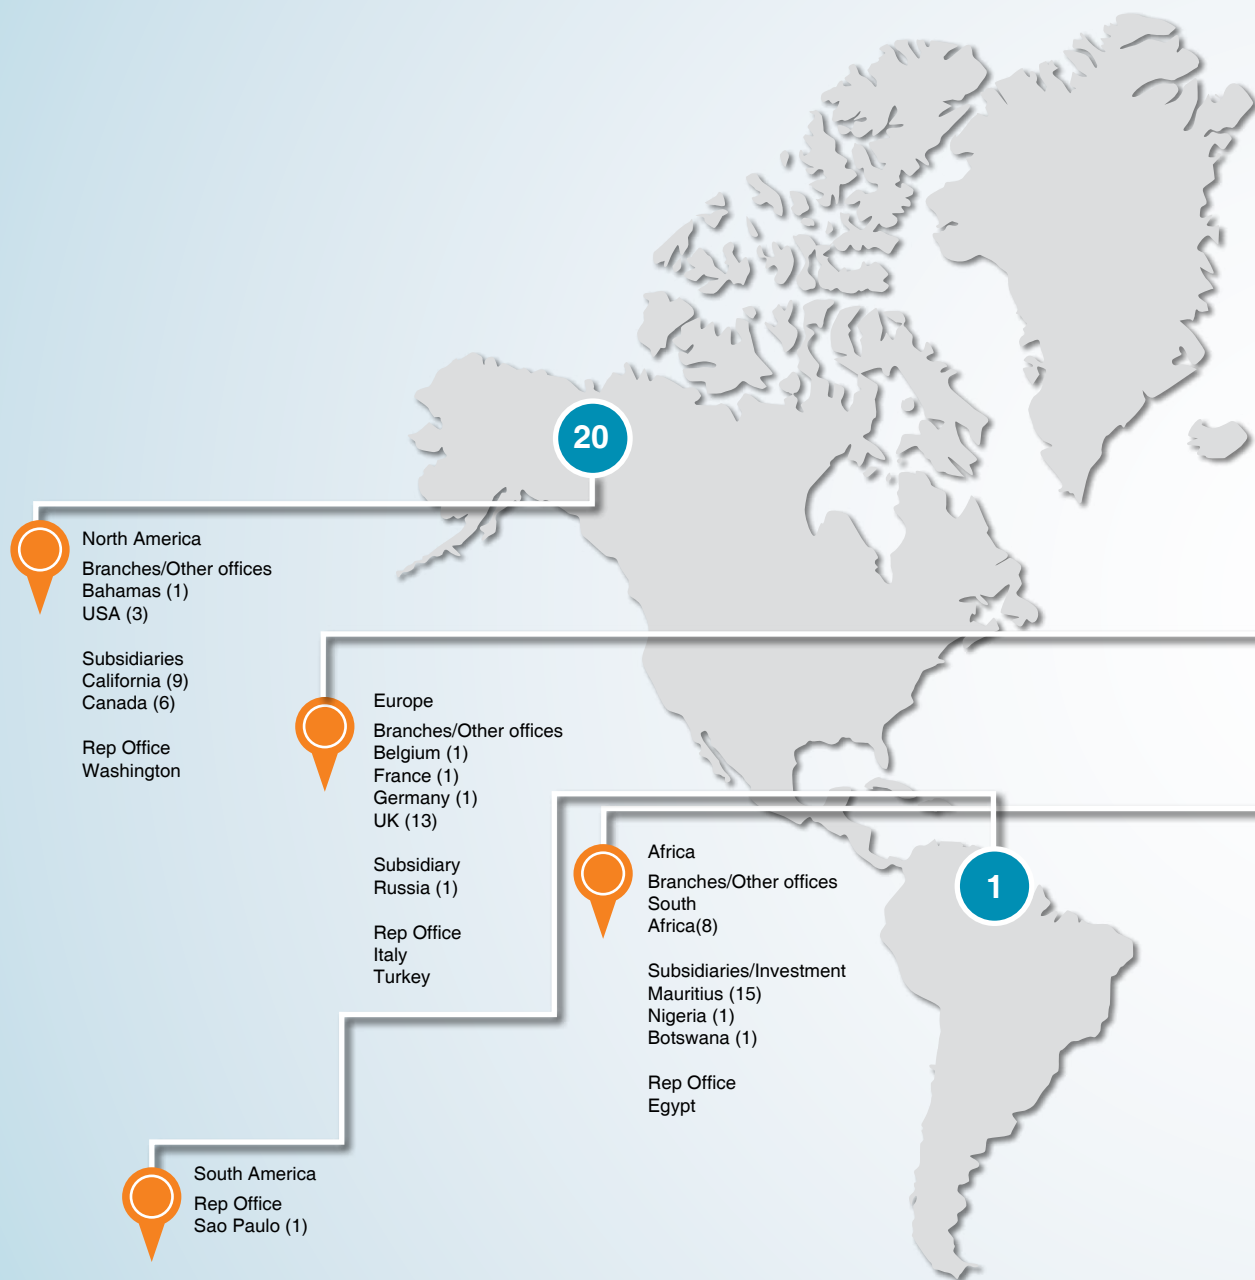 20
North America
Branches/Other offices
Bahamas (1)
USA (3)
Subsidiaries
California (9)
Canada (6)
Rep Office
Washington
Europe
Branches/Other offices
Belgium (1)
France (1)
Germany (1)
UK (13)
Subsidiary
Russia (1)
Rep Office
Italy
Turkey
Africa
Branches/Other offices
South
Africa(8)
Subsidiaries/Investment
Mauritius (15)
Nigeria (1)
Botswana (1)
Rep Office
Egypt
1
South America
Rep Office
Sao Paulo (1)